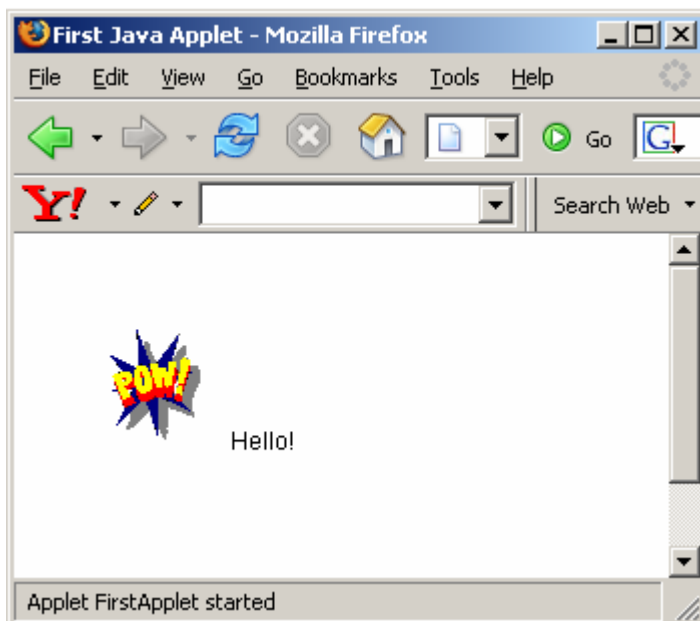 First Java Applet - Mozilla Firefox
File Edit View Go Bookmarks Tools Help
Go G
Y! Search Web
POW!
Hello!
Applet FirstApplet started